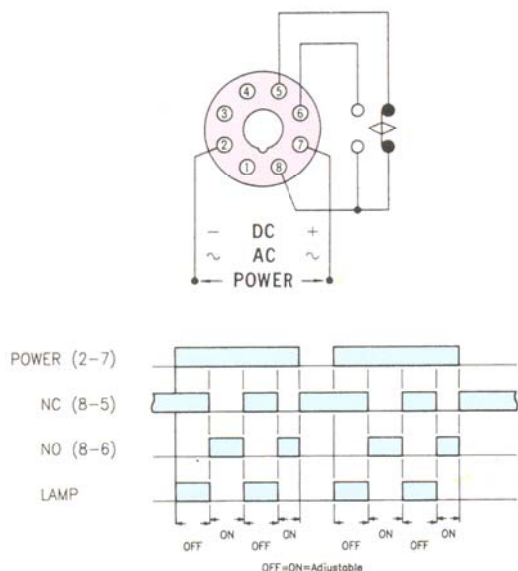 4 5
3 6
2 7
1 8
− DC +
~ AC ~
POWER
POWER (2-7)
NC (8-5)
NO (8-6)
LAMP
OFF ON OFF ON OFF ON OFF ON
OFF=ON=Adjustable